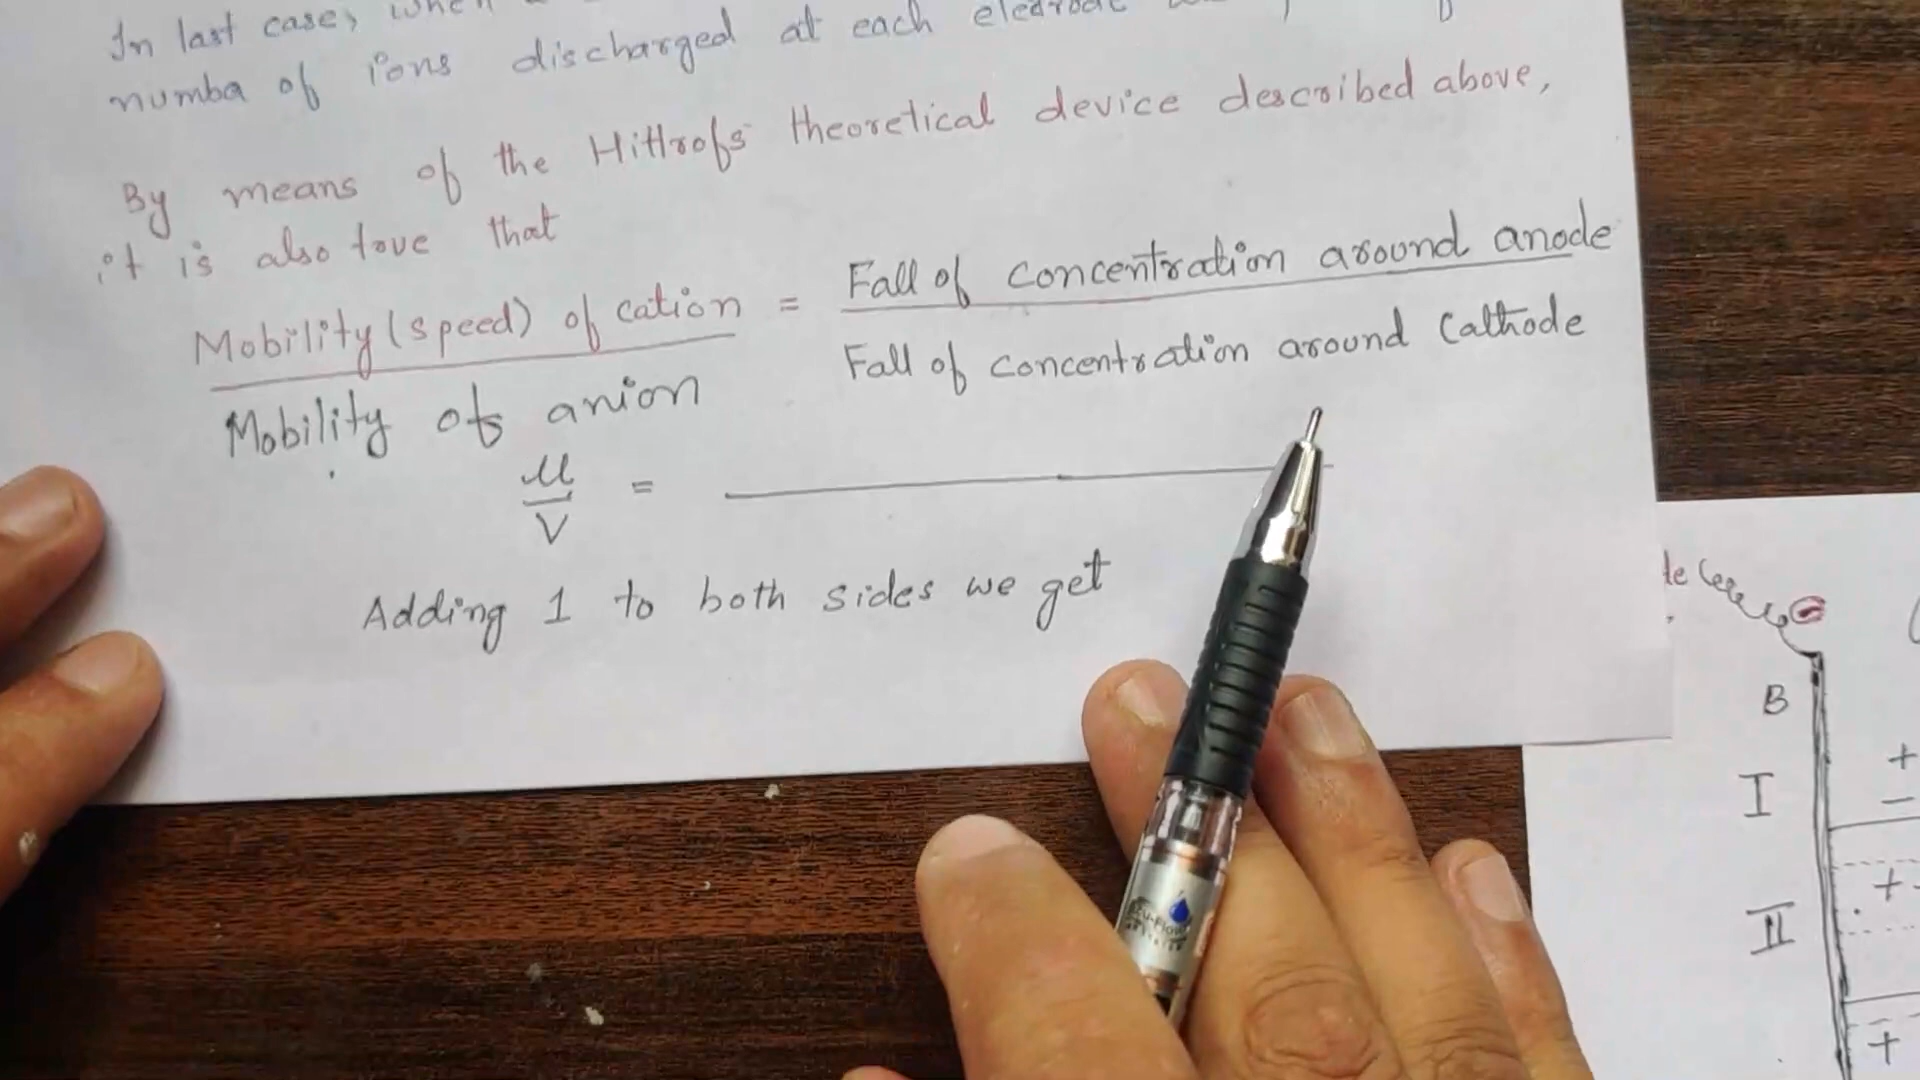 In last case, when
numba of ions discharged at each
By means of the Hittrofs theoretical device described above,
it is also trve that
Mobility (speed) of cation = Fall of concentration around anode
Mobility of anion Fall of concentration around Cathode
u =
V
Adding 1 to both sides we get
B
I
+
−
II
+
+